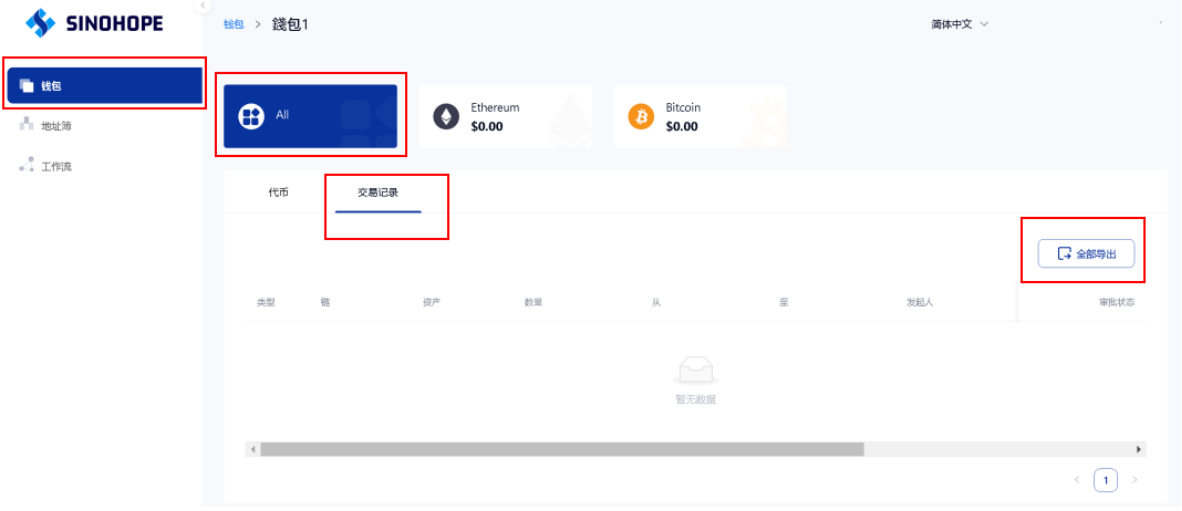 SINOHOPE
钱包 > 錢包1
简体中文
钱包
地址簿
工作流
All
Ethereum
$0.00
Bitcoin
$0.00
代币
交易记录
全部导出
类型 链 资产 数量 从 至 发起人 审批状态
暂无数据
< 1 >